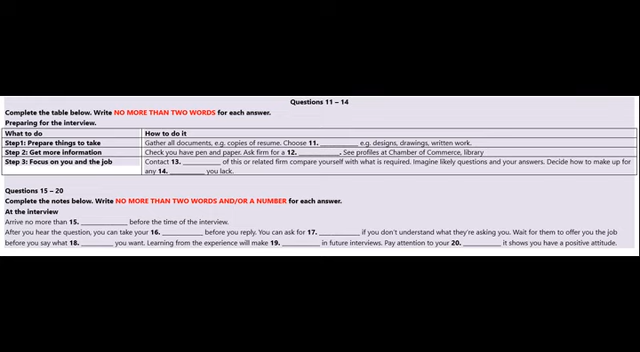 Questions 11 – 14
Complete the table below. Write NO MORE THAN TWO WORDS for each answer.
Preparing for the interview.
What to do How to do it
Step1: Prepare things to take Gather all documents, e.g. copies of resume. Choose 11. __________ e.g. designs, drawings, written work.
Step 2: Get more information Check you have pen and paper. Ask firm for a 12. __________. See profiles at Chamber of Commerce, library
Step 3: Focus on you and the job Contact 13. __________ of this or related firm compare yourself with what is required. Imagine likely questions and your answers. Decide how to make up for
any 14. __________ you lack.
Questions 15 – 20
Complete the notes below. Write NO MORE THAN TWO WORDS AND/OR A NUMBER for each answer.
At the interview
Arrive no more than 15. __________ before the time of the interview.
After you hear the question, you can take your 16. __________ before you reply. You can ask for 17. __________ if you don't understand what they're asking you. Wait for them to offer you the job
before you say what 18. __________ you want. Learning from the experience will make 19. __________ in future interviews. Pay attention to your 20. __________ it shows you have a positive attitude.